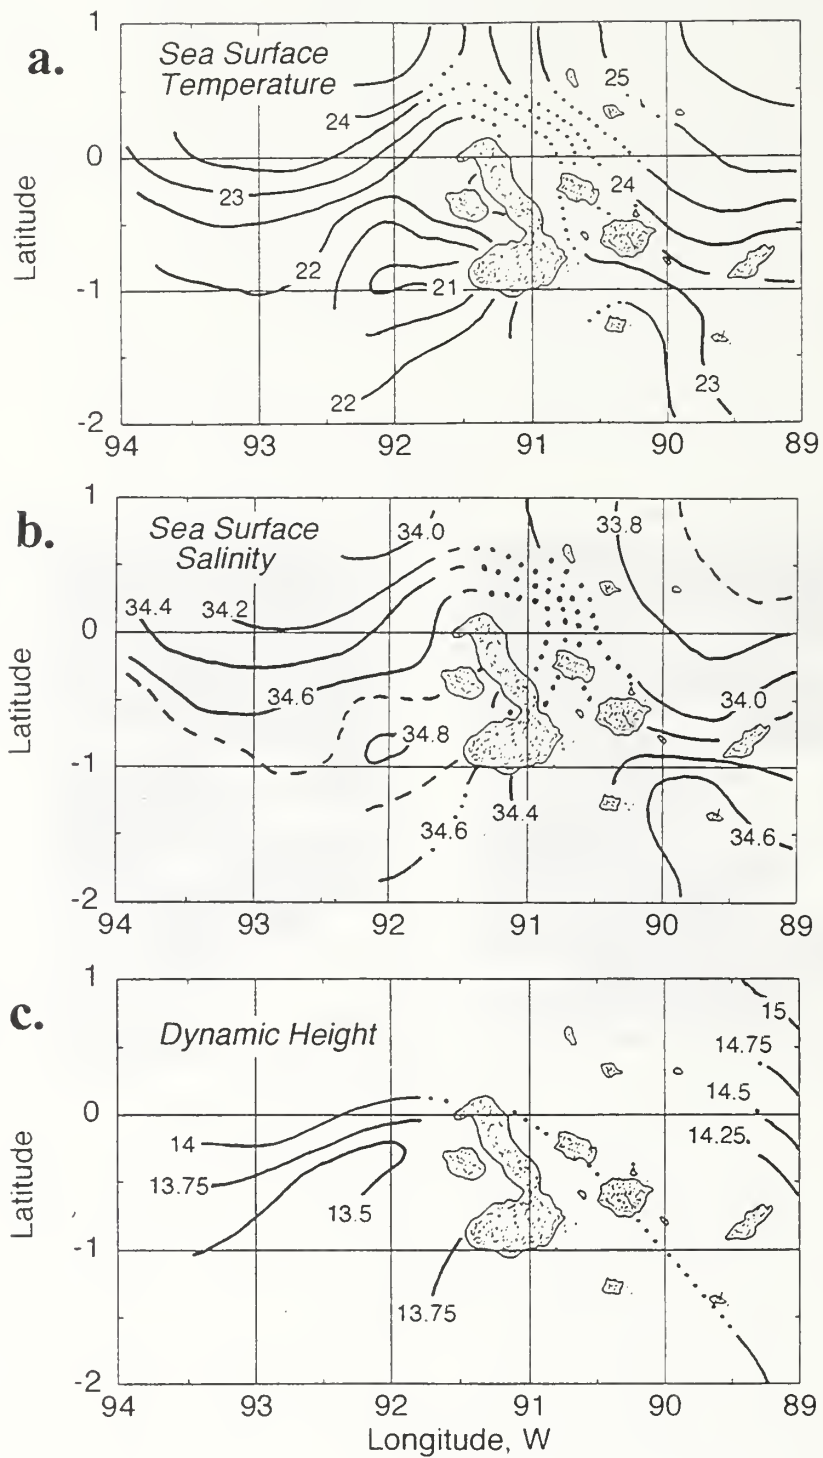 a.
Sea Surface
Temperature
1
0
-1
-2
Latitude
24
25
23
24
22
21
22
23
94 93 92 91 90 89
b.
Sea Surface
Salinity
1
0
-1
-2
Latitude
34.0
33.8
34.4
34.2
34.6
34.0
34.8
34.6
34.4
34.6
94 93 92 91 90 89
c.
Dynamic Height
1
0
-1
-2
Latitude
15
14.75
14.5
14.25
14
13.75
13.5
13.75
94 93 92 91 90 89
Longitude, W